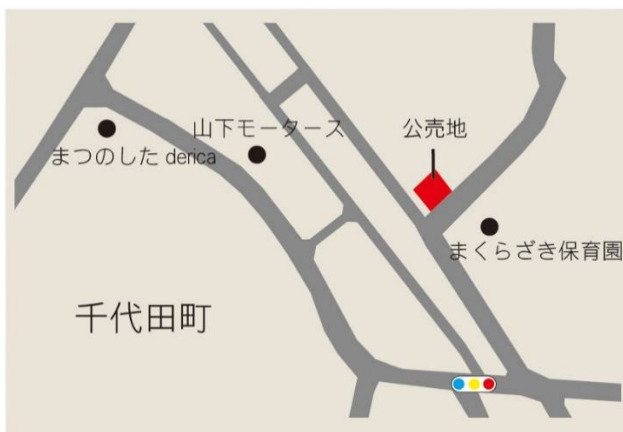 山下モータース
公売地
まつのした derica
まくらざき保育園
千代田町